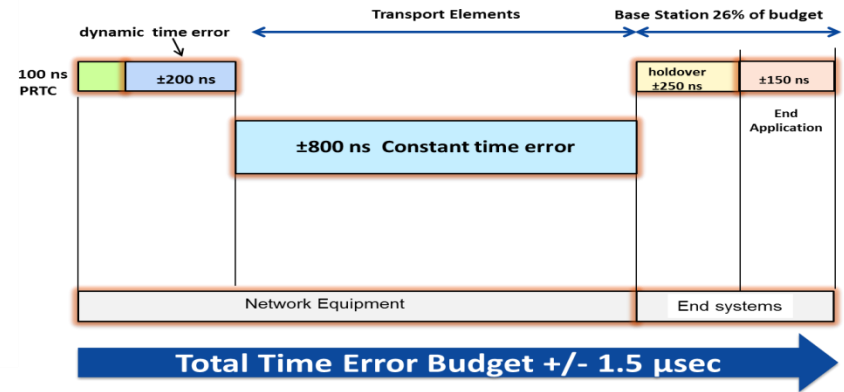 Transport Elements
Base Station 26% of budget
dynamic time error
100 ns
PRTC
±200 ns
holdover
±250 ns
±150 ns
End
Application
±800 ns Constant time error
Network Equipment
End systems
Total Time Error Budget +/- 1.5 µsec